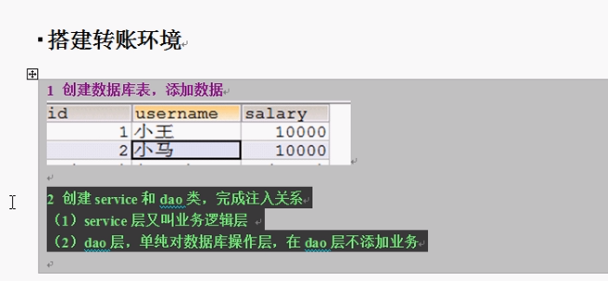 ▪搭建转账环境
1 创建数据库表，添加数据
id username salary
1 小王 10000
2 小马 10000
2 创建 service 和 dao 类，完成注入关系
（1）service 层又叫业务逻辑层
（2）dao 层，单纯对数据库操作层，在 dao 层不添加业务